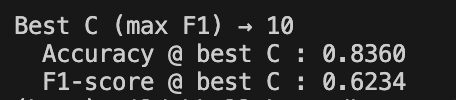 Best C (max F1) → 10
Accuracy @ best C : 0.8360
F1-score @ best C : 0.6234